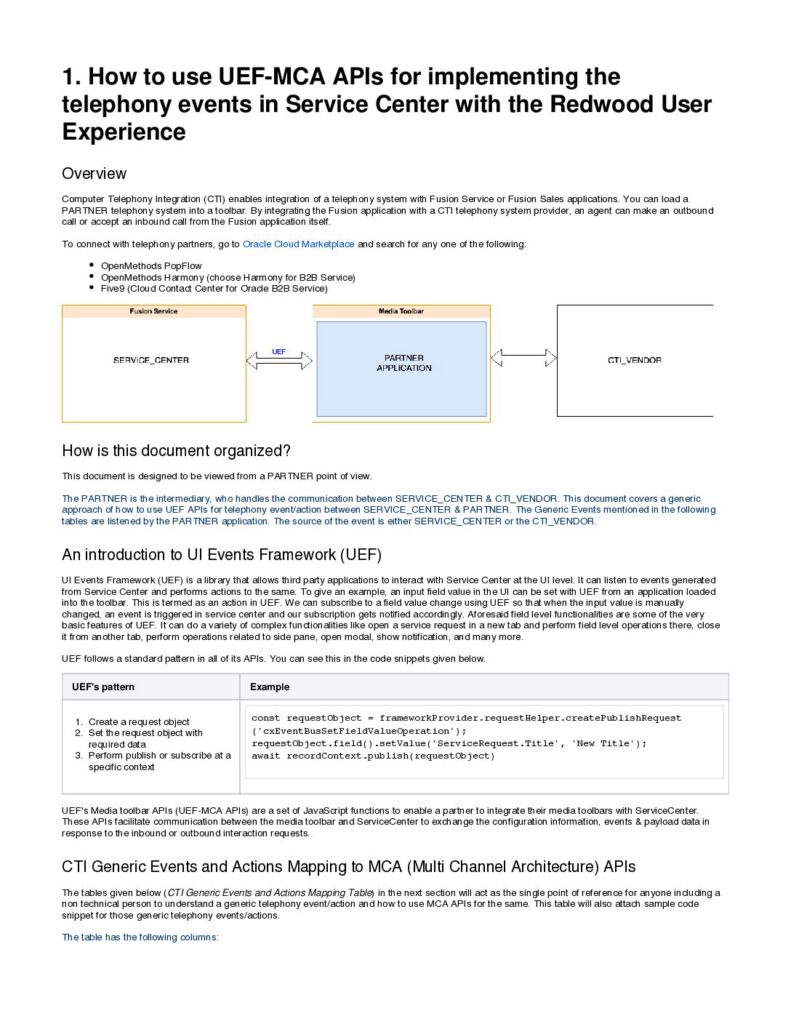 1. How to use UEF-MCA APIs for implementing the
telephony events in Service Center with the Redwood User
Experience
Overview
Computer Telephony Integration (CTI) enables integration of a telephony system with Fusion Service or Fusion Sales applications. You can load a
PARTNER telephony system into a toolbar. By integrating the Fusion application with a CTI telephony system provider, an agent can make an outbound
call or accept an inbound call from the Fusion application itself.
To connect with telephony partners, go to Oracle Cloud Marketplace and search for any one of the following:
• OpenMethods PopFlow
• OpenMethods Harmony (choose Harmony for B2B Service)
• Five9 (Cloud Contact Center for Oracle B2B Service)
Fusion Service
Media Toolbar
SERVICE_CENTER
UEF
PARTNER
APPLICATION
CTI_VENDOR
How is this document organized?
This document is designed to be viewed from a PARTNER point of view.
The PARTNER is the intermediary, who handles the communication between SERVICE_CENTER & CTI_VENDOR. This document covers a generic
approach of how to use UEF APIs for telephony event/action between SERVICE_CENTER & PARTNER. The Generic Events mentioned in the following
tables are listened by the PARTNER application. The source of the event is either SERVICE_CENTER or the CTI_VENDOR.
An introduction to UI Events Framework (UEF)
UI Events Framework (UEF) is a library that allows third party applications to interact with Service Center at the UI level. It can listen to events generated
from Service Center and performs actions to the same. To give an example, an input field value in the UI can be set with UEF from an application loaded
into the toolbar. This is termed as an action in UEF. We can subscribe to a field value change using UEF so that when the input value is manually
changed, an event is triggered in service center and our subscription gets notified accordingly. Aforesaid field level functionalities are some of the very
basic features of UEF. It can do a variety of complex functionalities like open a service request in a new tab and perform field level operations there, close
it from another tab, perform operations related to side pane, open modal, show notification, and many more.
UEF follows a standard pattern in all of its APIs. You can see this in the code snippets given below.
UEF's pattern
Example
1. Create a request object
2. Set the request object with
required data
3. Perform publish or subscribe at a
specific context
const requestObject = frameworkProvider.requestHelper.createPublishRequest
('cxEventBusSetFieldValueOperation');
requestObject.field().setValue('ServiceRequest.Title', 'New Title');
await recordContext.publish(requestObject)
UEF's Media toolbar APIs (UEF-MCA APIs) are a set of JavaScript functions to enable a partner to integrate their media toolbars with ServiceCenter.
These APIs facilitate communication between the media toolbar and ServiceCenter to exchange the configuration information, events & payload data in
response to the inbound or outbound interaction requests.
CTI Generic Events and Actions Mapping to MCA (Multi Channel Architecture) APIs
The tables given below (CTI Generic Events and Actions Mapping Table) in the next section will act as the single point of reference for anyone including a
non technical person to understand a generic telephony event/action and how to use MCA APIs for the same. This table will also attach sample code
snippet for those generic telephony events/actions.
The table has the following columns: